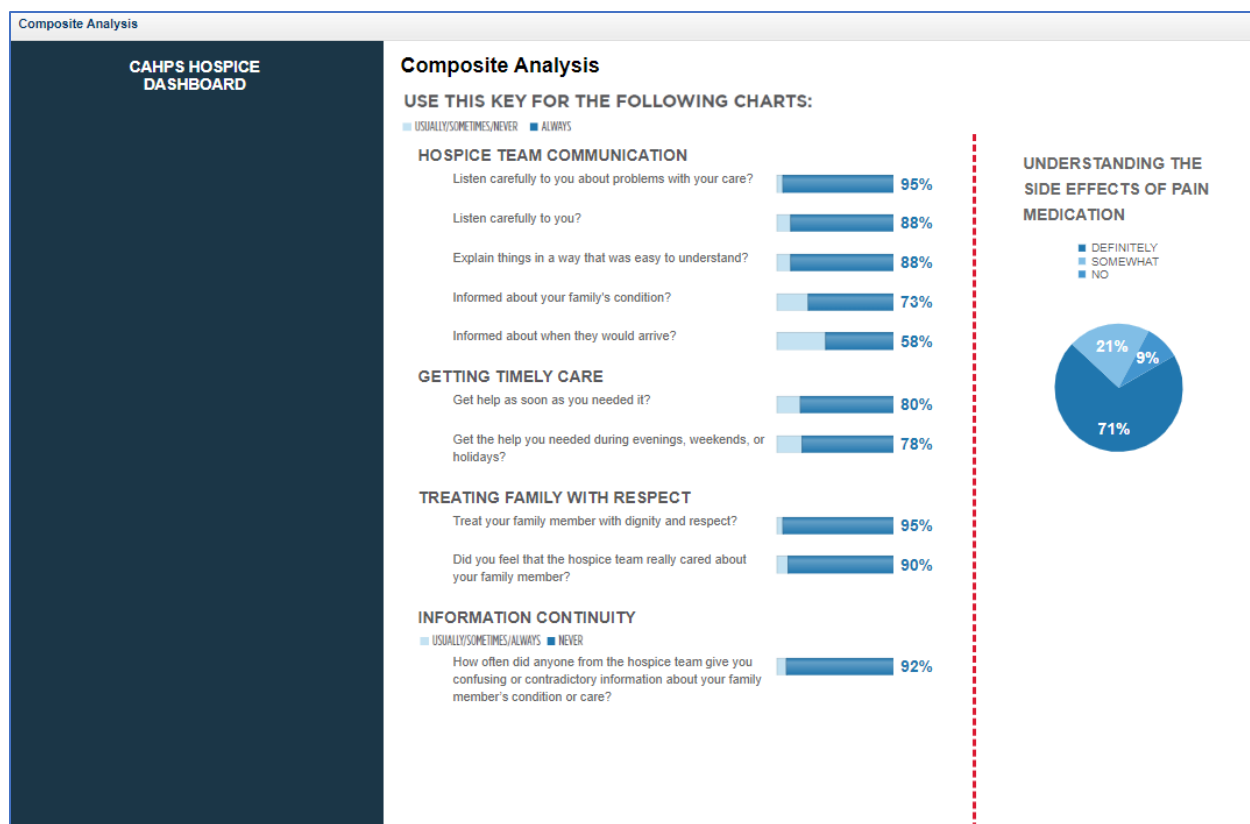 Composite Analysis
CAHPS HOSPICE
DASHBOARD
Composite Analysis
USE THIS KEY FOR THE FOLLOWING CHARTS:
USUALLY/SOMETIMES/NEVER ALWAYS
HOSPICE TEAM COMMUNICATION
Listen carefully to you about problems with your care? 95%
Listen carefully to you? 88%
Explain things in a way that was easy to understand? 88%
Informed about your family's condition? 73%
Informed about when they would arrive? 58%
GETTING TIMELY CARE
Get help as soon as you needed it? 80%
Get the help you needed during evenings, weekends, or 78%
holidays?
TREATING FAMILY WITH RESPECT
Treat your family member with dignity and respect? 95%
Did you feel that the hospice team really cared about 90%
your family member?
INFORMATION CONTINUITY
USUALLY/SOMETIMES/ALWAYS NEVER
How often did anyone from the hospice team give you 92%
confusing or contradictory information about your family
member's condition or care?
UNDERSTANDING THE
SIDE EFFECTS OF PAIN
MEDICATION
DEFINITELY
SOMEWHAT
NO
21%
9%
71%